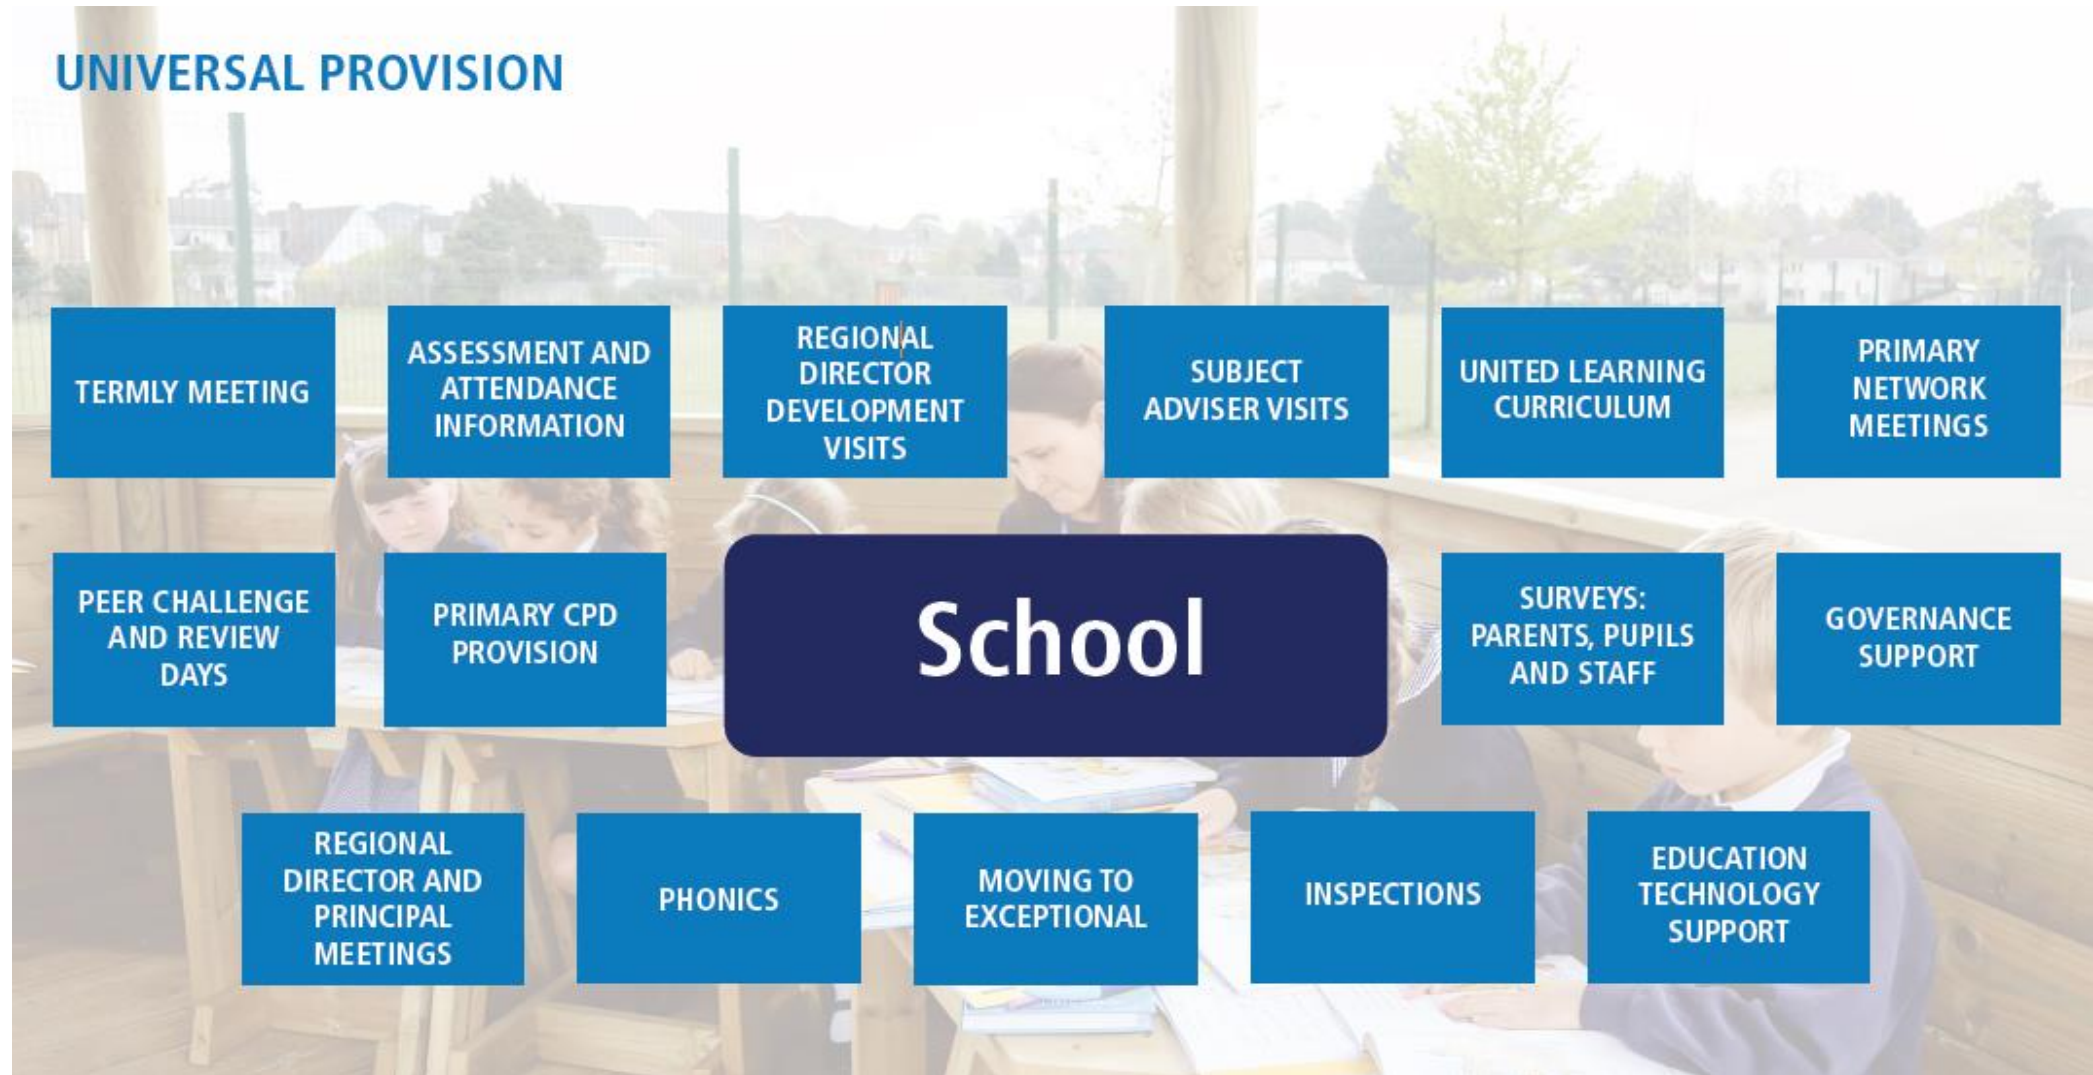 UNIVERSAL PROVISION
TERMLY MEETING
ASSESSMENT AND
ATTENDANCE
INFORMATION
REGIONAL
DIRECTOR
DEVELOPMENT
VISITS
SUBJECT
ADVISER VISITS
UNITED LEARNING
CURRICULUM
PRIMARY
NETWORK
MEETINGS
PEER CHALLENGE
AND REVIEW
DAYS
PRIMARY CPD
PROVISION
School
SURVEYS:
PARENTS, PUPILS
AND STAFF
GOVERNANCE
SUPPORT
REGIONAL
DIRECTOR AND
PRINCIPAL
MEETINGS
PHONICS
MOVING TO
EXCEPTIONAL
INSPECTIONS
EDUCATION
TECHNOLOGY
SUPPORT